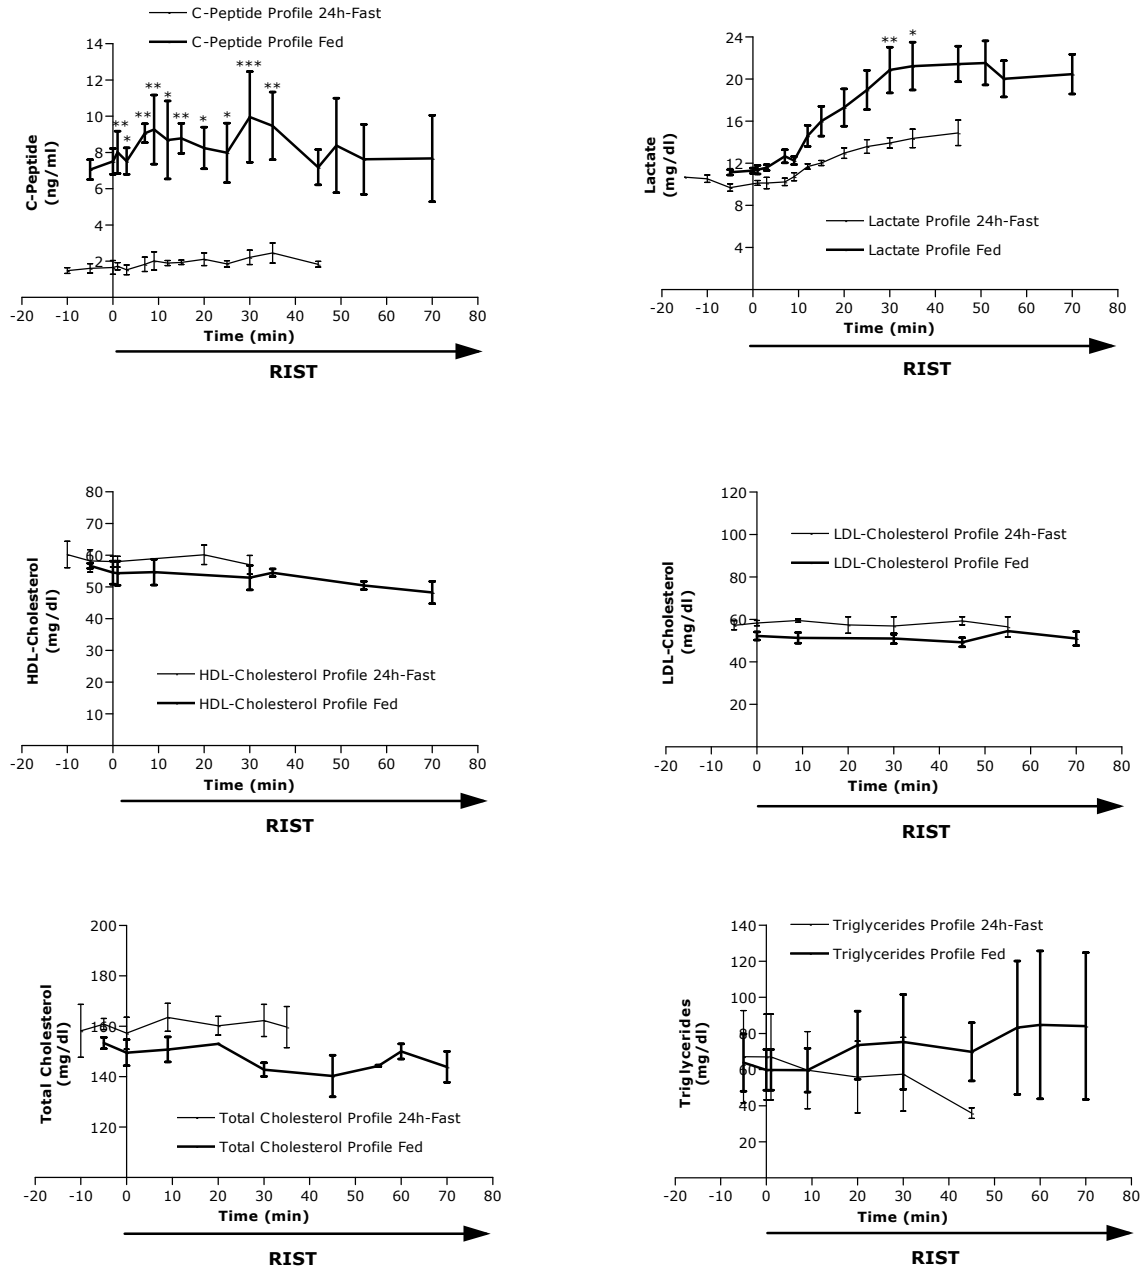 C-Peptide Profile 24h-Fast
C-Peptide Profile Fed
14
12
10
8
6
4
2
** * ** ** * ** * * *** **
C-Peptide
(ng/ml)
-20 -10 0 10 20 30 40 50 60 70 80
Time (min)
RIST
24
20
16
12
8
4
** *
Lactate
(mg/dl)
Lactate Profile 24h-Fast
Lactate Profile Fed
-20 -10 0 10 20 30 40 50 60 70 80
Time (min)
RIST
80
70
60
50
40
30
20
10
HDL-Cholesterol
(mg/dl)
HDL-Cholesterol Profile 24h-Fast
HDL-Cholesterol Profile Fed
-20 -10 0 10 20 30 40 50 60 70 80
Time (min)
RIST
120
100
80
60
40
20
LDL-Cholesterol
(mg/dl)
LDL-Cholesterol Profile 24h-Fast
LDL-Cholesterol Profile Fed
-20 -10 0 10 20 30 40 50 60 70 80
Time (min)
RIST
200
180
160
140
120
Total Cholesterol
(mg/dl)
Total Cholesterol Profile 24h-Fast
Total Cholesterol Profile Fed
-20 -10 0 10 20 30 40 50 60 70 80
Time (min)
RIST
140
120
100
80
60
40
20
Triglycerides
(mg/dl)
Triglycerides Profile 24h-Fast
Triglycerides Profile Fed
-20 -10 0 10 20 30 40 50 60 70 80
Time (min)
RIST